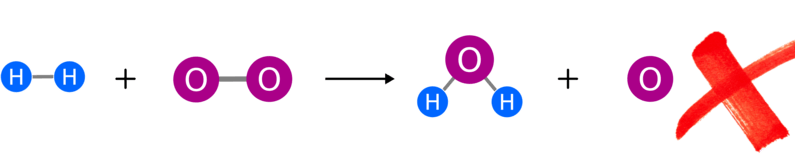 H H + O O → O H H + O